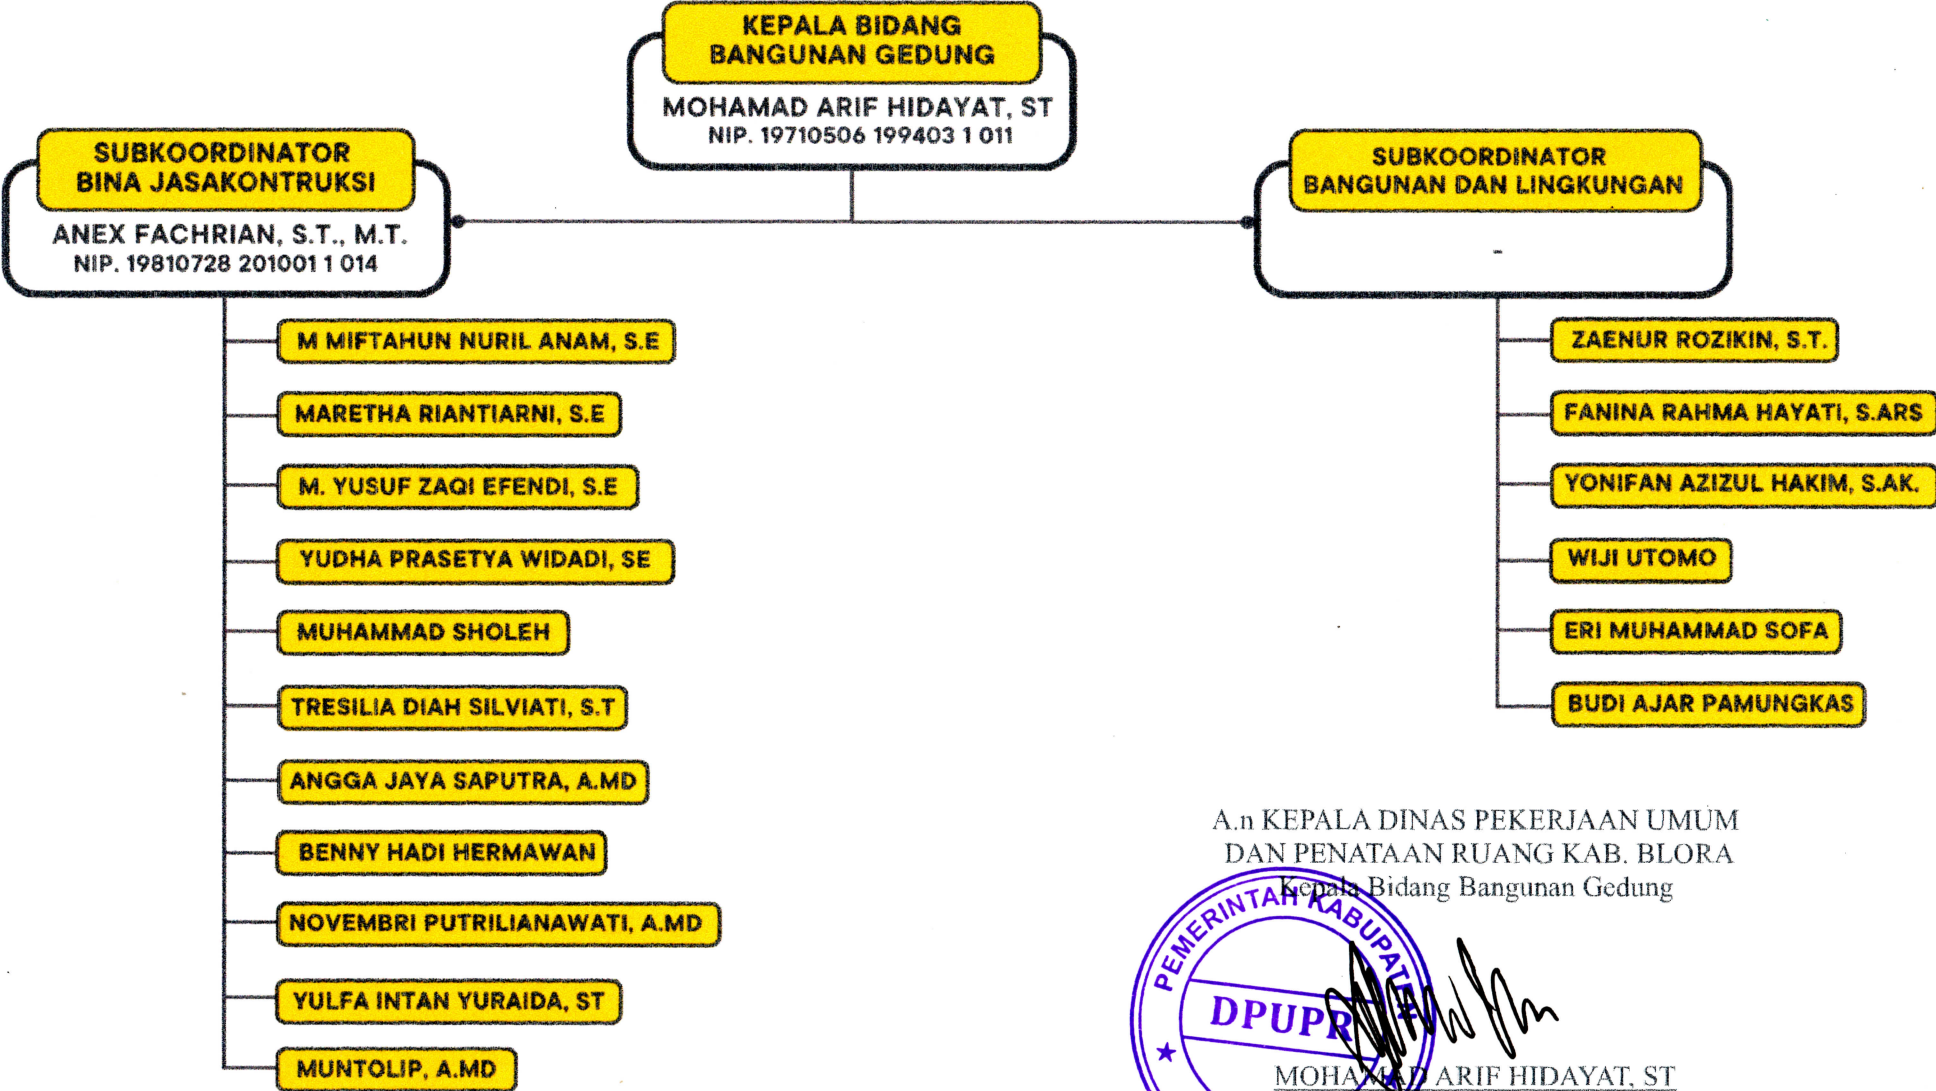 KEPALA BIDANG
BANGUNAN GEDUNG
MOHAMAD ARIF HIDAYAT, ST
NIP. 19710506 199403 1 011
SUBKOORDINATOR
BINA JASAKONTRUKSI
ANEX FACHRIAN, S.T., M.T.
NIP. 19810728 201001 1 014
M MIFTAHUN NURIL ANAM, S.E
MARETHA RIANTIARNI, S.E
M. YUSUF ZAQI EFENDI, S.E
YUDHA PRASETYA WIDADI, SE
MUHAMMAD SHOLEH
TRESILIA DIAH SILVIATI, S.T
ANGGA JAYA SAPUTRA, A.MD
BENNY HADI HERMAWAN
NOVEMBRI PUTRILIANAWATI, A.MD
YULFA INTAN YURAIDA, ST
MUNTOLIP, A.MD
SUBKOORDINATOR
BANGUNAN DAN LINGKUNGAN
-
ZAENUR ROZIKIN, S.T.
FANINA RAHMA HAYATI, S.ARS
YONIFAN AZIZUL HAKIM, S.AK.
WIJI UTOMO
ERI MUHAMMAD SOFA
BUDI AJAR PAMUNGKAS
A.n KEPALA DINAS PEKERJAAN UMUM
DAN PENATAAN RUANG KAB. BLORA
Kepala Bidang Bangunan Gedung
PEMERINTAH KABUPATEN
DPUPR
MOHAMAD ARIF HIDAYAT, ST